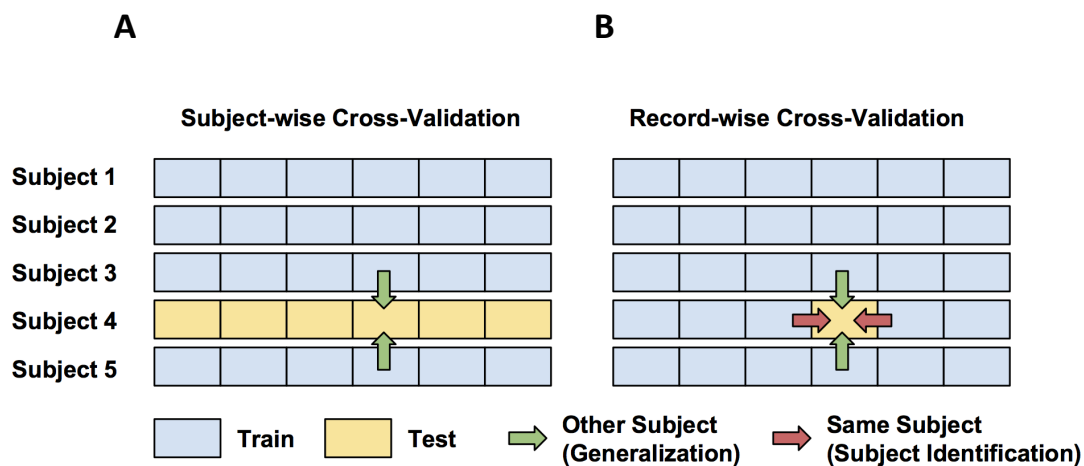 A
B
Subject-wise Cross-Validation
Record-wise Cross-Validation
Subject 1
Subject 2
Subject 3
Subject 4
Subject 5
Train
Test
Other Subject
(Generalization)
Same Subject
(Subject Identification)